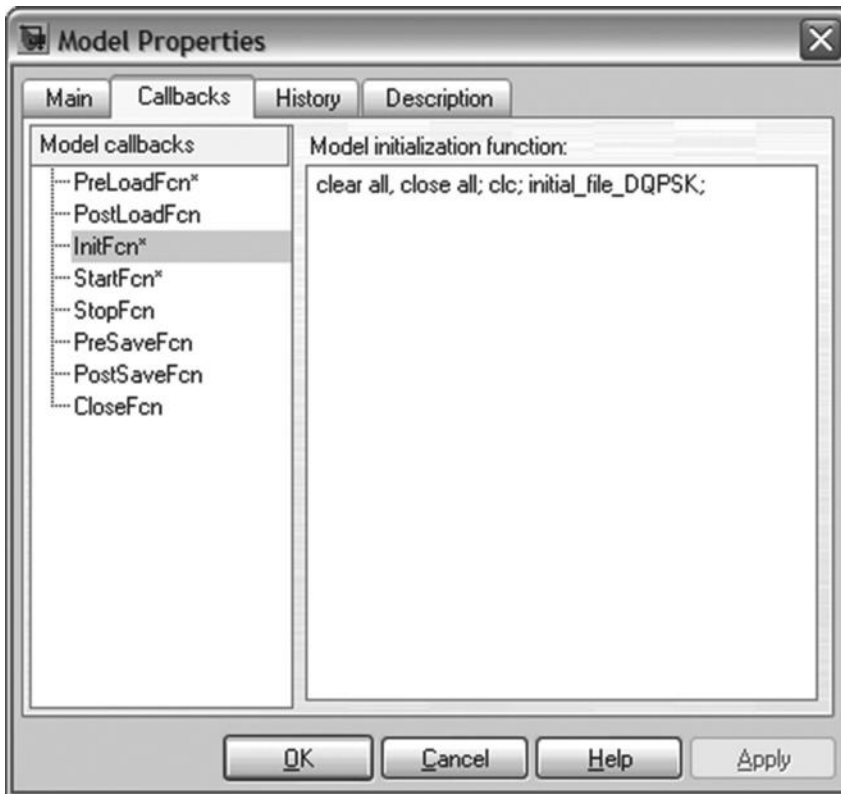 Model Properties
Main Callbacks History Description
Model callbacks
PreLoadFcn*
PostLoadFcn
InitFcn*
StartFcn*
StopFcn
PreSaveFcn
PostSaveFcn
CloseFcn
Model initialization function:
clear all, close all; clc; initial_file_DQPSK;
OK Cancel Help Apply